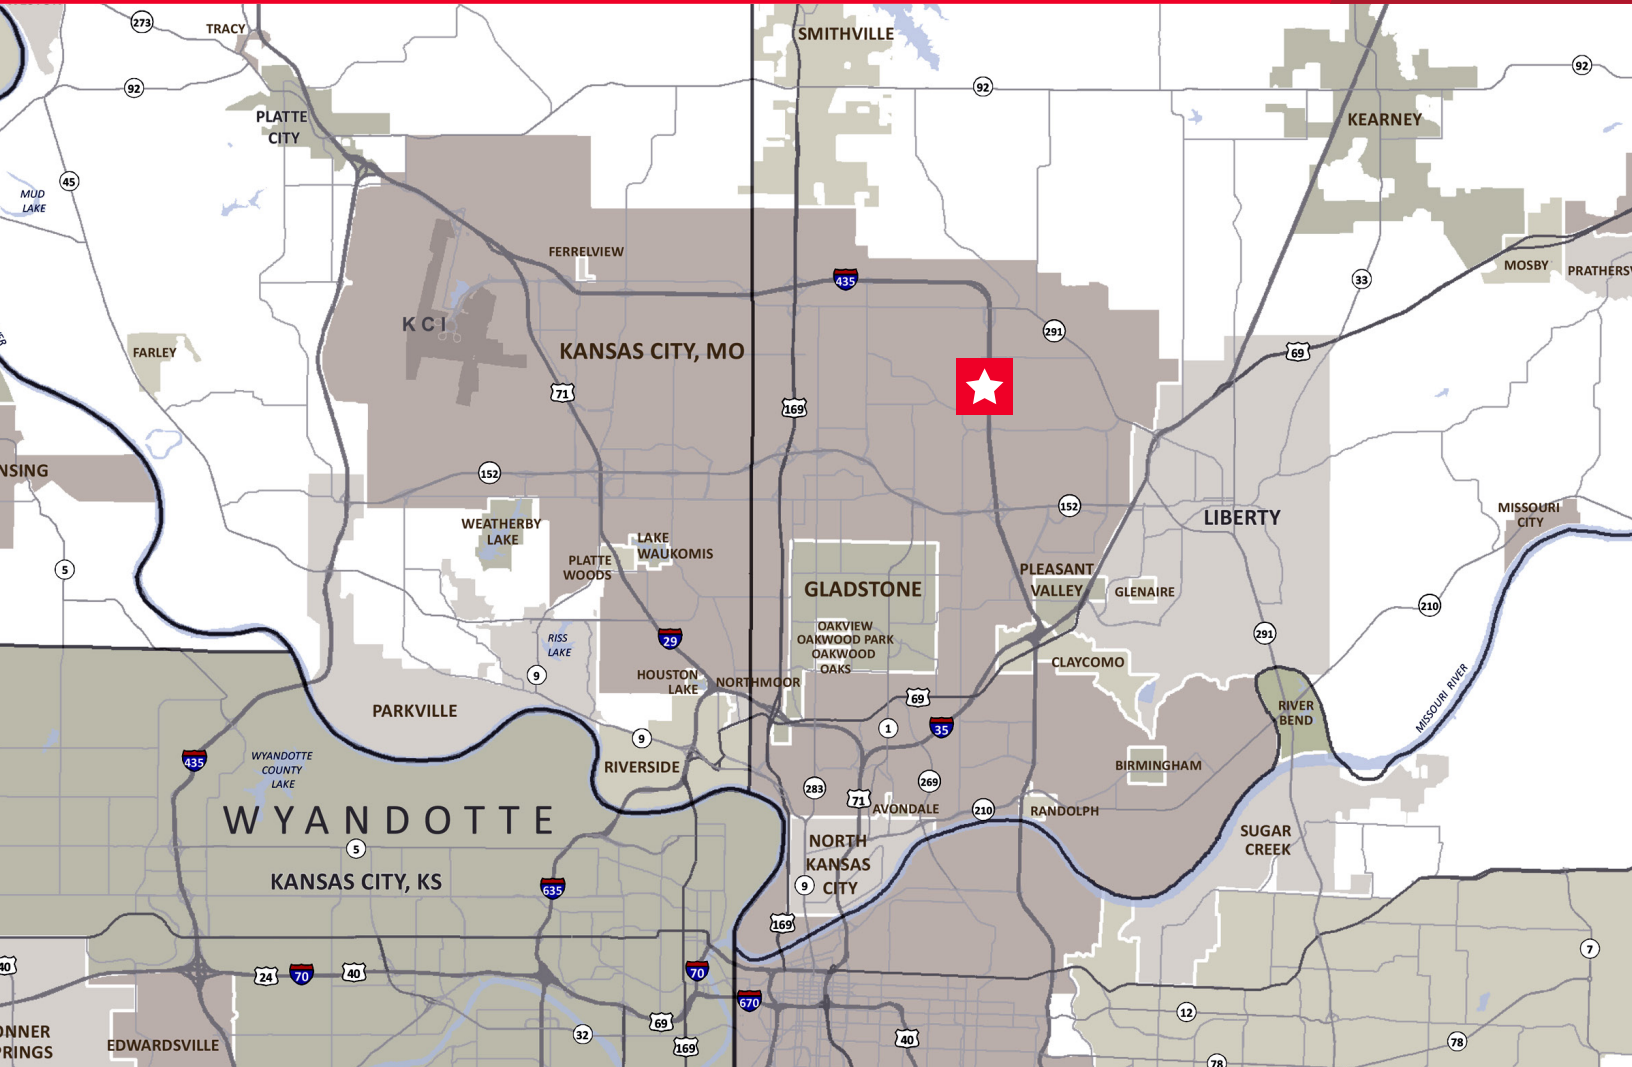 273
TRACY
SMITHVILLE
92
92
92
PLATTE
CITY
KEARNEY
45
MUD
LAKE
FERRELVIEW
MOSBY
33
435
KCI
291
FARLEY
KANSAS CITY, MO
69
71
169
152
152
LIBERTY
MISSOURI
CITY
WEATHERBY
LAKE
LAKE
WAUKOMIS
PLATTE
WOODS
5
PLEASANT
VALLEY
GLENAIRE
GLADSTONE
210
OAKVIEW
OAKWOOD PARK
OAKWOOD
OAKS
29
RISS
LAKE
291
9
CLAYCOMO
HOUSTON
LAKE
NORTHMOOR
69
MISSOURI RIVER
PARKVILLE
RIVER
BEND
1
35
9
435
WYANDOTTE
COUNTY
LAKE
RIVERSIDE
BIRMINGHAM
283
269
71
AVONDALE
210
RANDOLPH
WYANDOTTE
5
NORTH
KANSAS
CITY
SUGAR
CREEK
KANSAS CITY, KS
635
9
169
7
40
24
70
40
70
670
12
69
32
169
40
78
78
EDWARDSVILLE